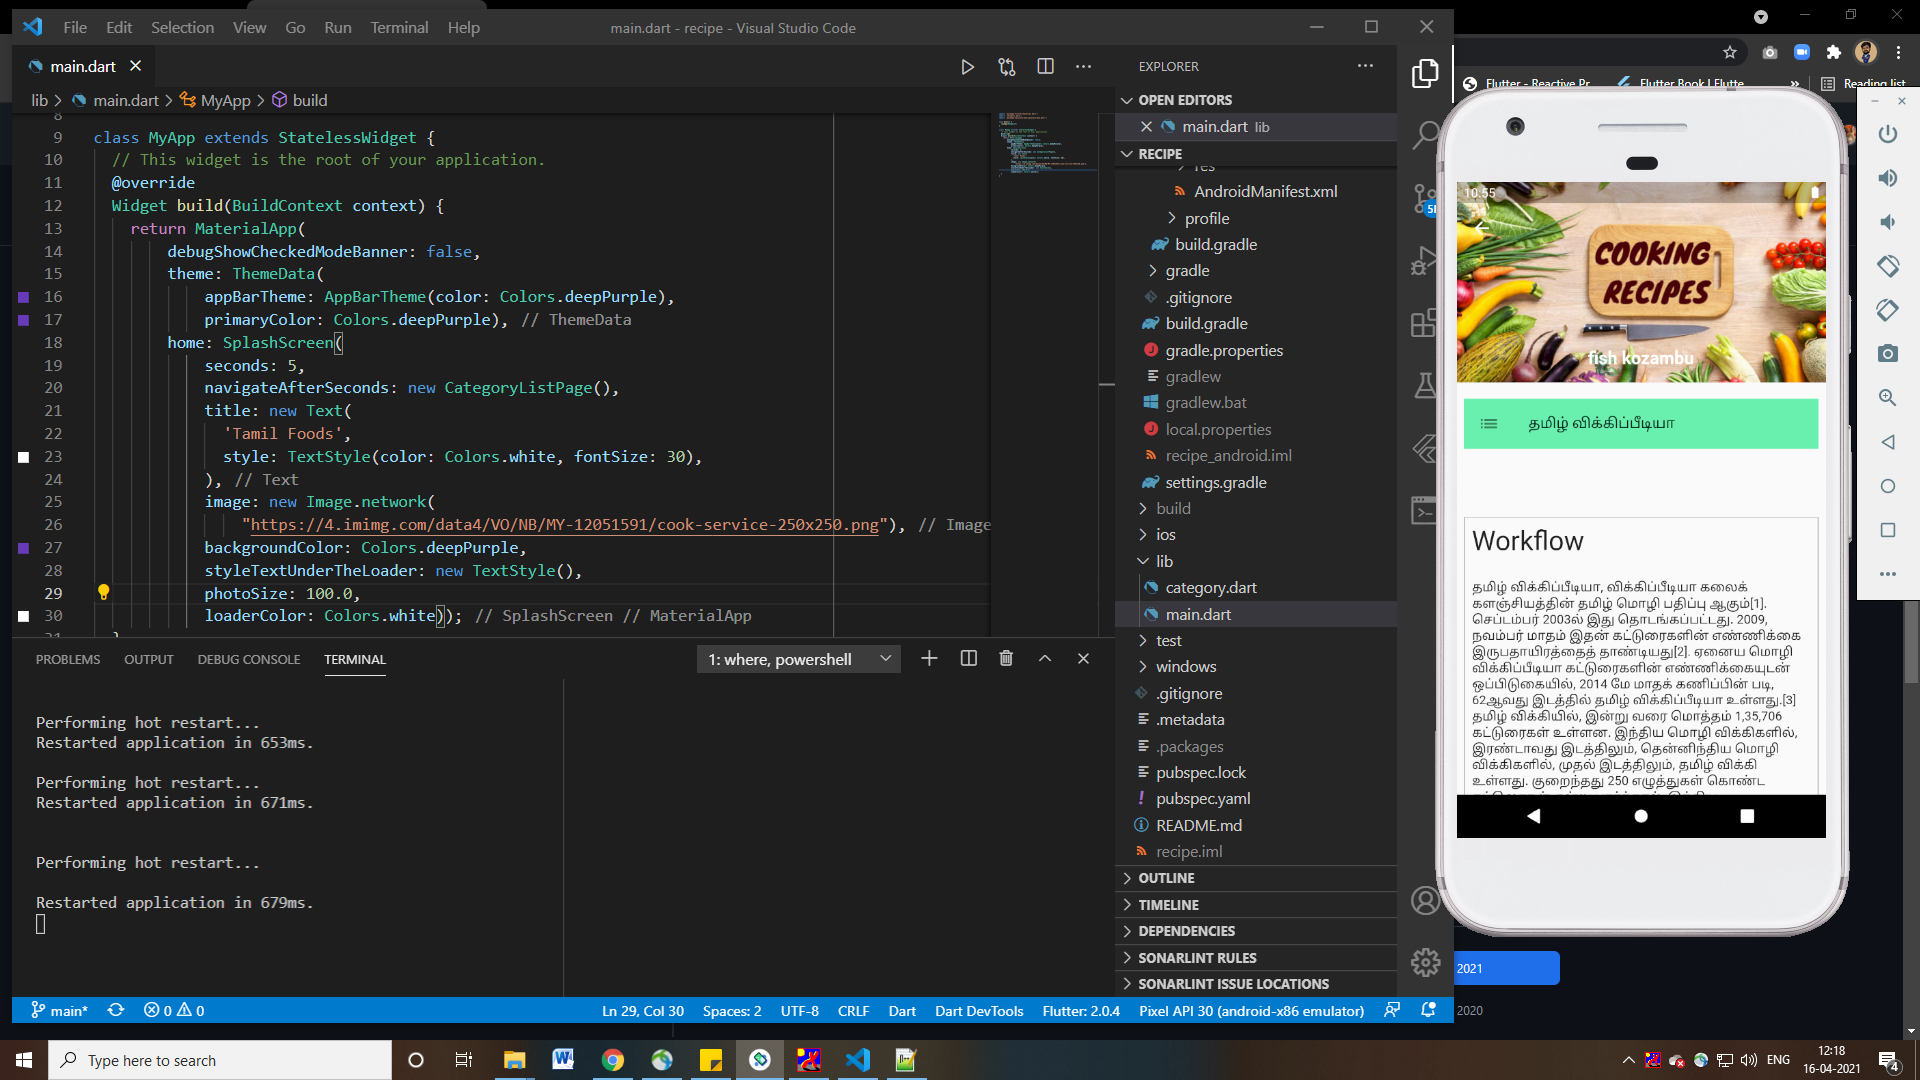 File Edit Selection View Go Run Terminal Help
main.dart - recipe - Visual Studio Code
main.dart
lib > main.dart > MyApp > build
8
9 class MyApp extends StatelessWidget {
10 // This widget is the root of your application.
11 @override
12 Widget build(BuildContext context) {
13 return MaterialApp(
14 debugShowCheckedModeBanner: false,
15 theme: ThemeData(
16 appBarTheme: AppBarTheme(color: Colors.deepPurple),
17 primaryColor: Colors.deepPurple), // ThemeData
18 home: SplashScreen(
19 seconds: 5,
20 navigateAfterSeconds: new CategoryListPage(),
21 title: new Text(
22 'Tamil Foods',
23 style: TextStyle(color: Colors.white, fontSize: 30),
24 ), // Text
25 image: new Image.network(
26 "https://4.imimg.com/data4/VO/NB/MY-12051591/cook-service-250x250.png"), // Image
27 backgroundColor: Colors.deepPurple,
28 styleTextUnderTheLoader: new TextStyle(),
29 photoSize: 100.0,
30 loaderColor: Colors.white)); // SplashScreen // MaterialApp
PROBLEMS OUTPUT DEBUG CONSOLE TERMINAL
1: where, powershell
Performing hot restart...
Restarted application in 653ms.
Performing hot restart...
Restarted application in 671ms.
Performing hot restart...
Restarted application in 679ms.
EXPLORER
OPEN EDITORS
main.dart lib
RECIPE
res
AndroidManifest.xml
profile
build.gradle
gradle
.gitignore
build.gradle
gradle.properties
gradlew
gradlew.bat
local.properties
recipe_android.iml
settings.gradle
build
ios
lib
category.dart
main.dart
test
windows
.gitignore
.metadata
.packages
pubspec.lock
pubspec.yaml
README.md
recipe.iml
OUTLINE
TIMELINE
DEPENDENCIES
SONARLINT RULES
SONARLINT ISSUE LOCATIONS
main* 0 0
Ln 29, Col 30 Spaces: 2 UTF-8 CRLF Dart Dart DevTools Flutter: 2.0.4 Pixel API 30 (android-x86 emulator)
Flutter - Reactive Pr
Flutter Book | Flutte
» Reading list
10:55
COOKING
RECIPES
fish kozambu
தமிழ் விக்கிப்பீடியா
Workflow
தமிழ் விக்கிப்பீடியா, விக்கிப்பீடியா கலைக்
களஞ்சியத்தின் தமிழ் மொழி பதிப்பு ஆகும்[1].
செப்டம்பர் 2003ல் இது தொடங்கப்பட்டது. 2009,
நவம்பர் மாதம் இதன் கட்டுரைகளின் எண்ணிக்கை
இருபதாயிரத்தைத் தாண்டியது[2]. ஏனைய மொழி
விக்கிப்பீடியா கட்டுரைகளின் எண்ணிக்கையுடன்
ஒப்பிடுகையில், 2014 மே மாதக் கணிப்பின் படி,
62ஆவது இடத்தில் தமிழ் விக்கிப்பீடியா உள்ளது.[3]
தமிழ் விக்கியில், இன்று வரை மொத்தம் 1,35,706
கட்டுரைகள் உள்ளன. இந்திய மொழி விக்கிகளில்,
இரண்டாவது இடத்திலும், தென்னிந்திய மொழி
விக்கிகளில், முதல் இடத்திலும், தமிழ் விக்கி
உள்ளது. குறைந்தது 250 எழுத்துகள் கொண்ட
2021
2020
Type here to search
ENG
12:18
16-04-2021
4